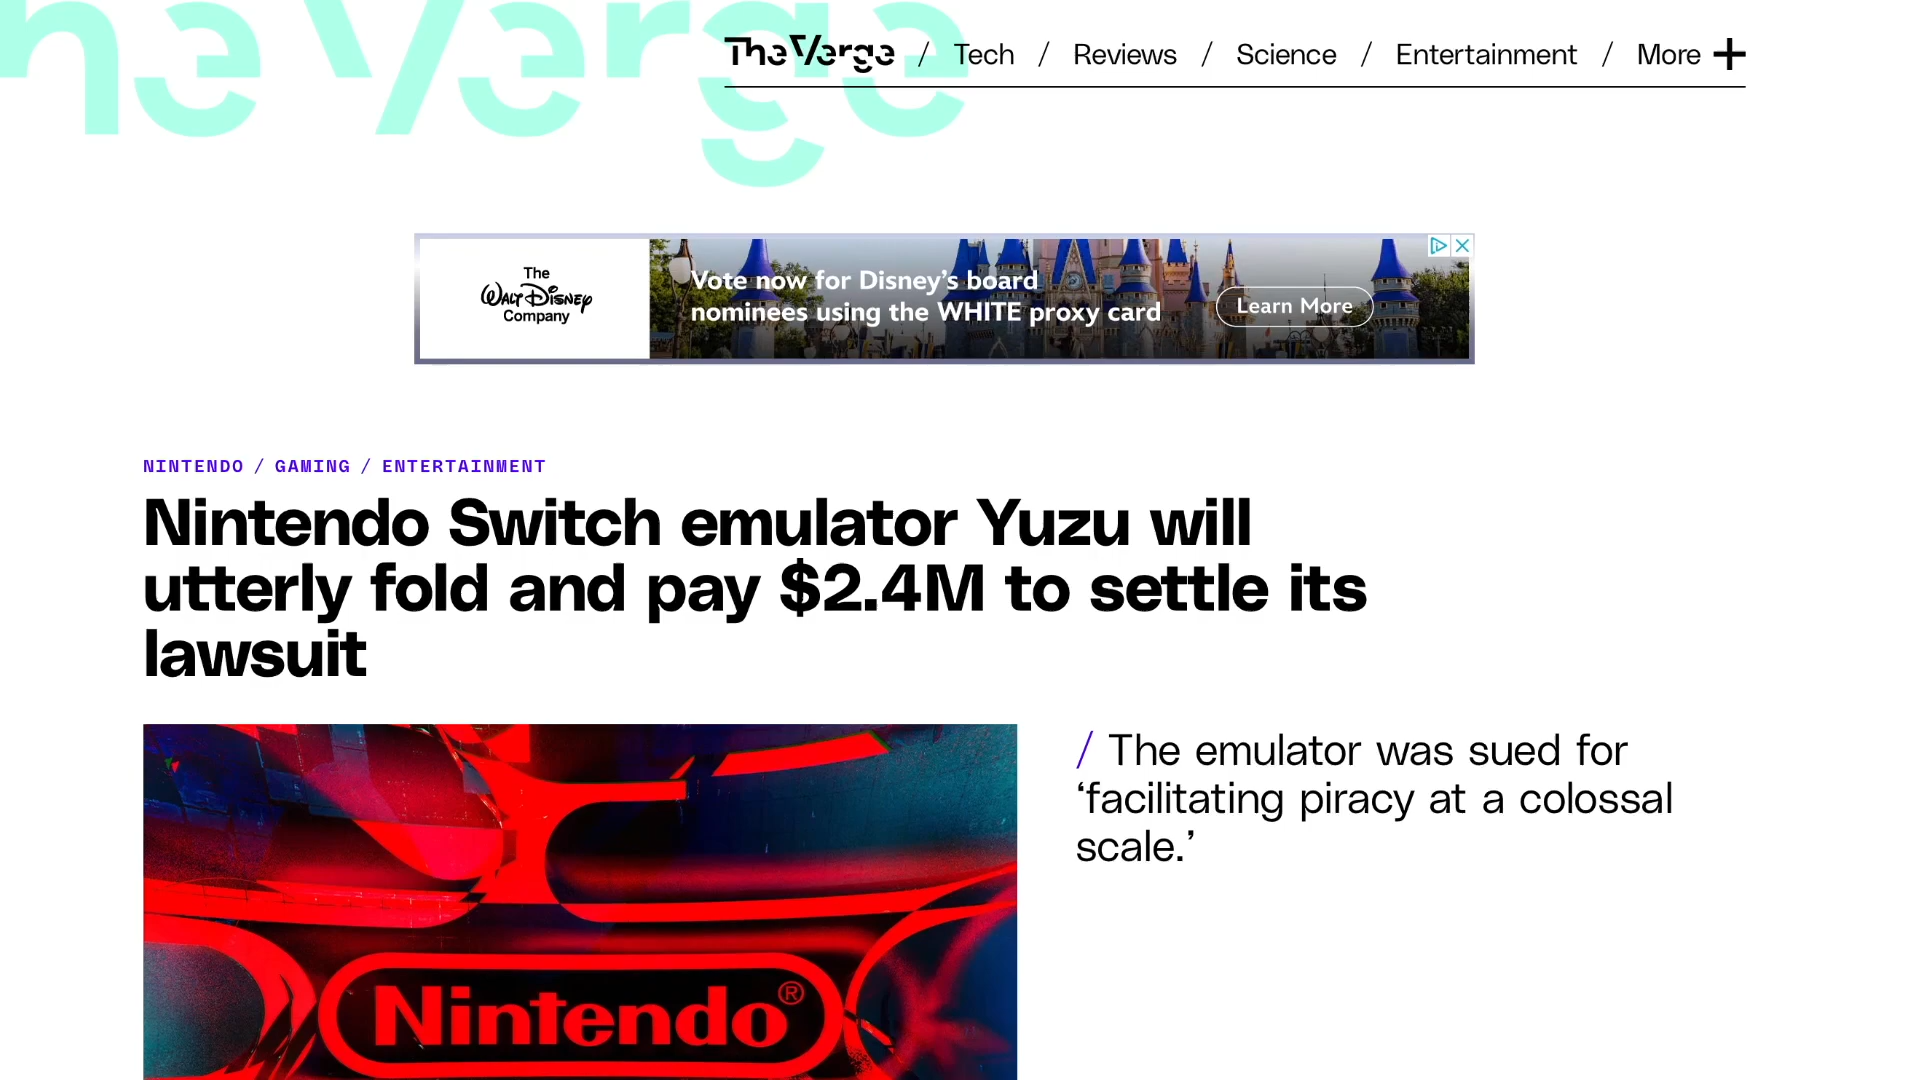 The Verge
The Verge / Tech / Reviews / Science / Entertainment / More
The
Walt Disney
Company
Vote now for Disney's board
nominees using the WHITE proxy card
Learn More
NINTENDO / GAMING / ENTERTAINMENT
Nintendo Switch emulator Yuzu will
utterly fold and pay $2.4M to settle its
lawsuit
/ The emulator was sued for
‘facilitating piracy at a colossal
scale.’
Nintendo®